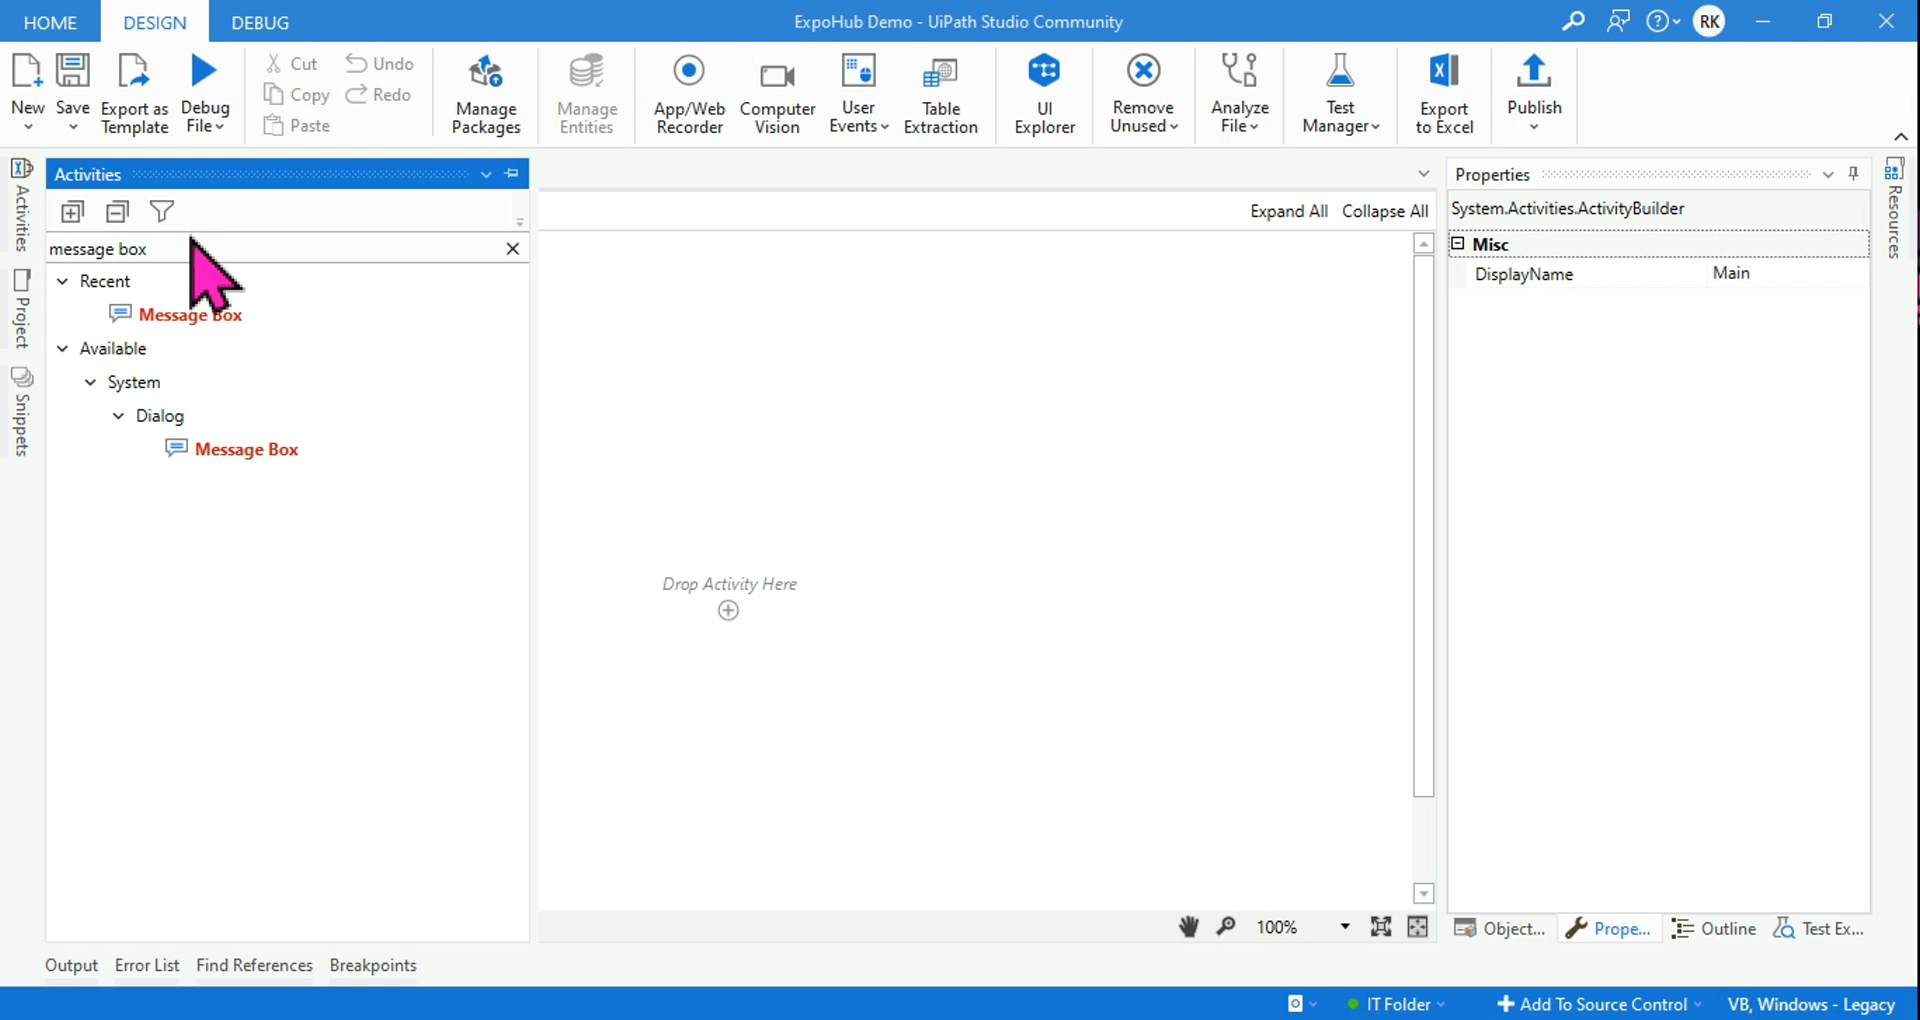 HOME DESIGN DEBUG ExpoHub Demo - UiPath Studio Community RK
New Save Export as Template Debug File
Cut Undo
Copy Redo
Paste
Manage Packages
Manage Entities
App/Web Recorder
Computer Vision
User Events
Table Extraction
UI Explorer
Remove Unused
Analyze File
Test Manager
Export to Excel
Publish
Activities
Project
Snippets
Activities
message box
Recent
Message Box
Available
System
Dialog
Message Box
Expand All Collapse All
Drop Activity Here
100%
Properties
System.Activities.ActivityBuilder
Misc
DisplayName Main
Resources
Object... Prope... Outline Test Ex...
Output Error List Find References Breakpoints
IT Folder Add To Source Control VB, Windows - Legacy